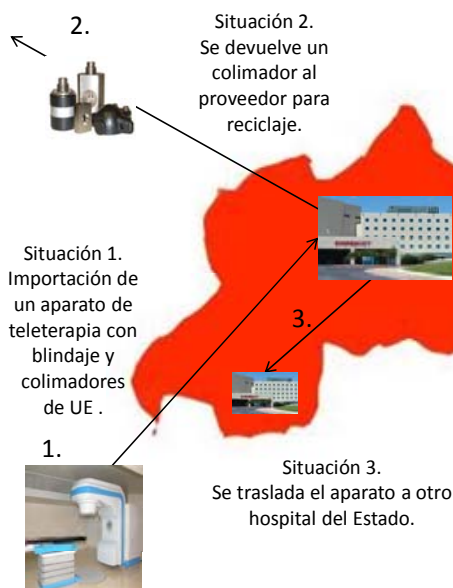 2.
Situación 2.
Se devuelve un
colimador al
proveedor para
reciclaje.
Situación 1.
Importación de
un aparato de
teleterapia con
blindaje y
colimadores
de UE .
3.
1.
Situación 3.
Se traslada el aparato a otro
hospital del Estado.